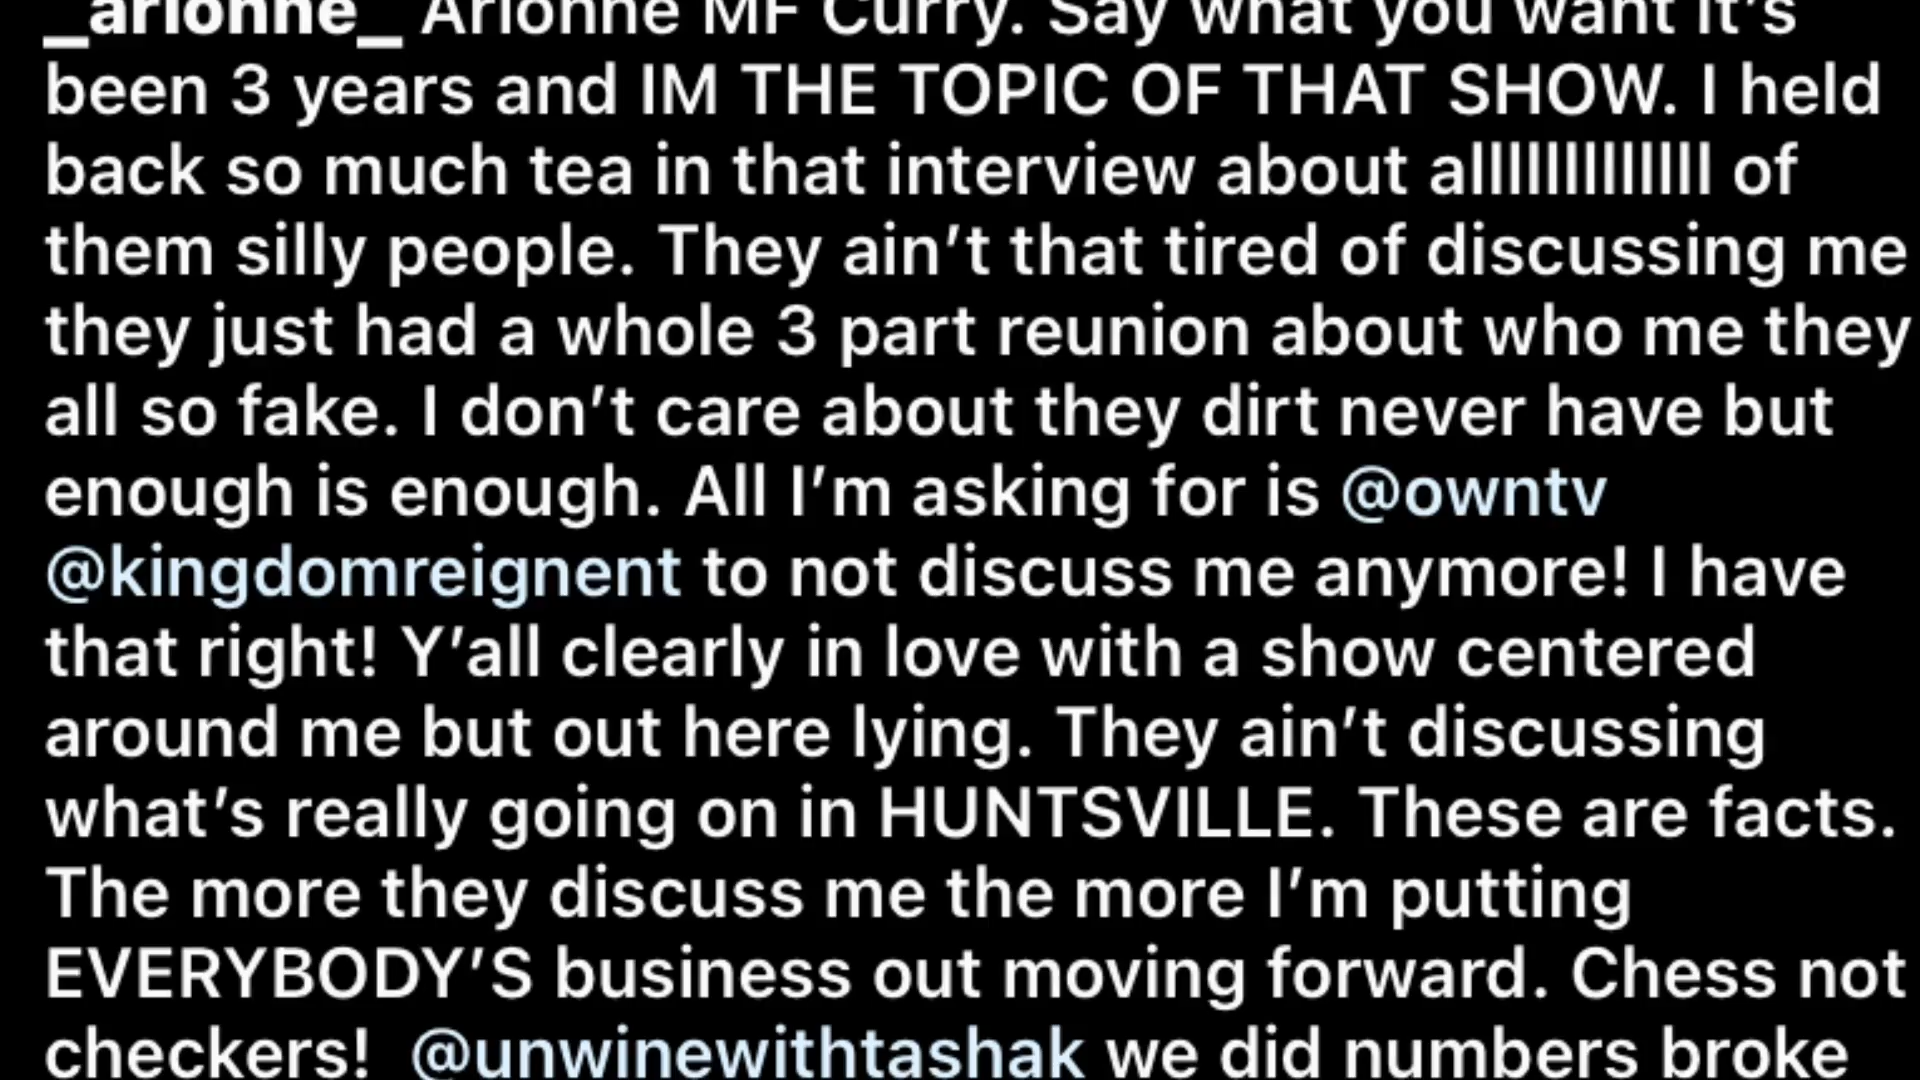 _arionne_ Arionne MF Curry. Say what you want it’s
been 3 years and IM THE TOPIC OF THAT SHOW. I held
back so much tea in that interview about alllllllllllll of
them silly people. They ain’t that tired of discussing me
they just had a whole 3 part reunion about who me they
all so fake. I don’t care about they dirt never have but
enough is enough. All I’m asking for is @owntv
@kingdomreignent to not discuss me anymore! I have
that right! Y’all clearly in love with a show centered
around me but out here lying. They ain’t discussing
what’s really going on in HUNTSVILLE. These are facts.
The more they discuss me the more I’m putting
EVERYBODY’S business out moving forward. Chess not
checkers! @unwinewithtashak we did numbers broke